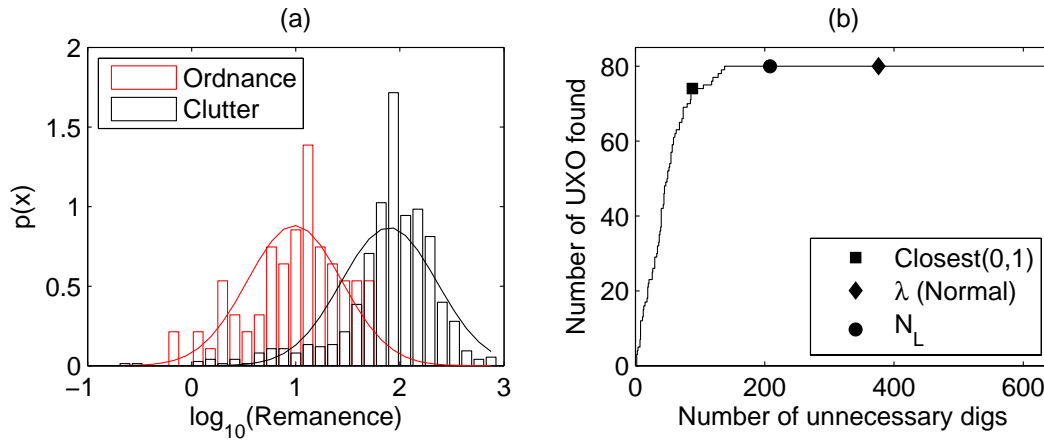 (a)
2
1.5
1
0.5
0
p(x)
Ordnance
Clutter
−1
0
1
2
3
log10(Remanence)
(b)
80
60
40
20
0
Number of UXO found
Closest(0,1)
λ (Normal)
NL
0
200
400
600
Number of unnecessary digs